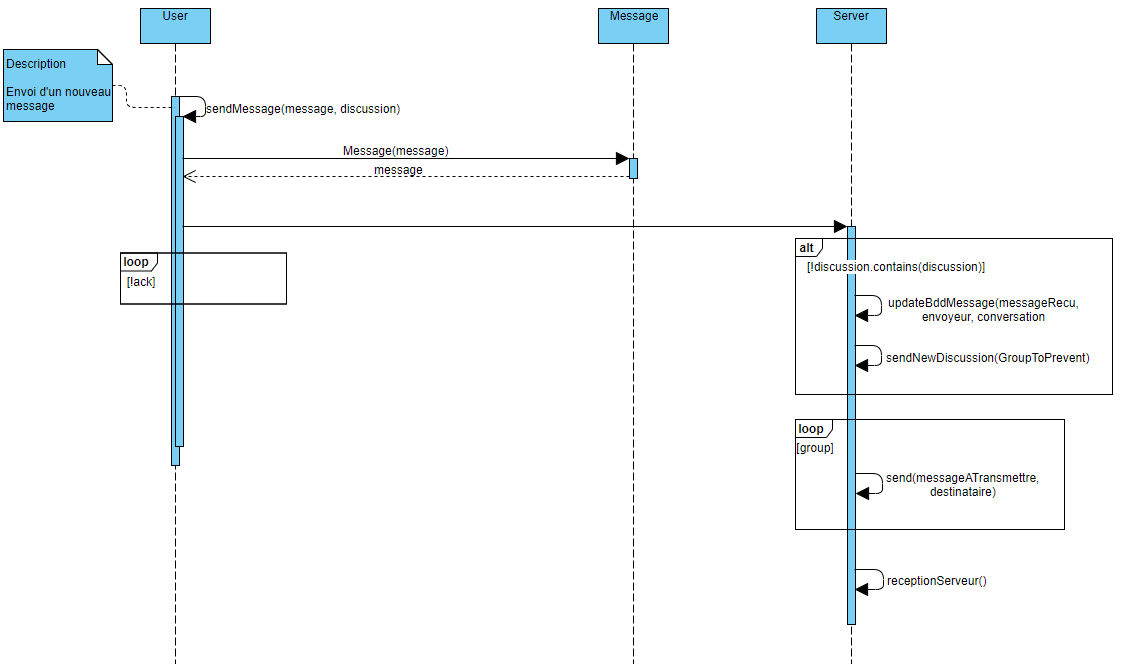 User
Message
Server
Description
Envoi d'un nouveau
message
sendMessage(message, discussion)
Message(message)
message
loop
[!ack]
alt
[!discussion.contains(discussion)]
updateBddMessage(messageRecu,
envoyeur, conversation
sendNewDiscussion(GroupToPrevent)
loop
[group]
send(messageATransmettre,
destinataire)
receptionServeur()